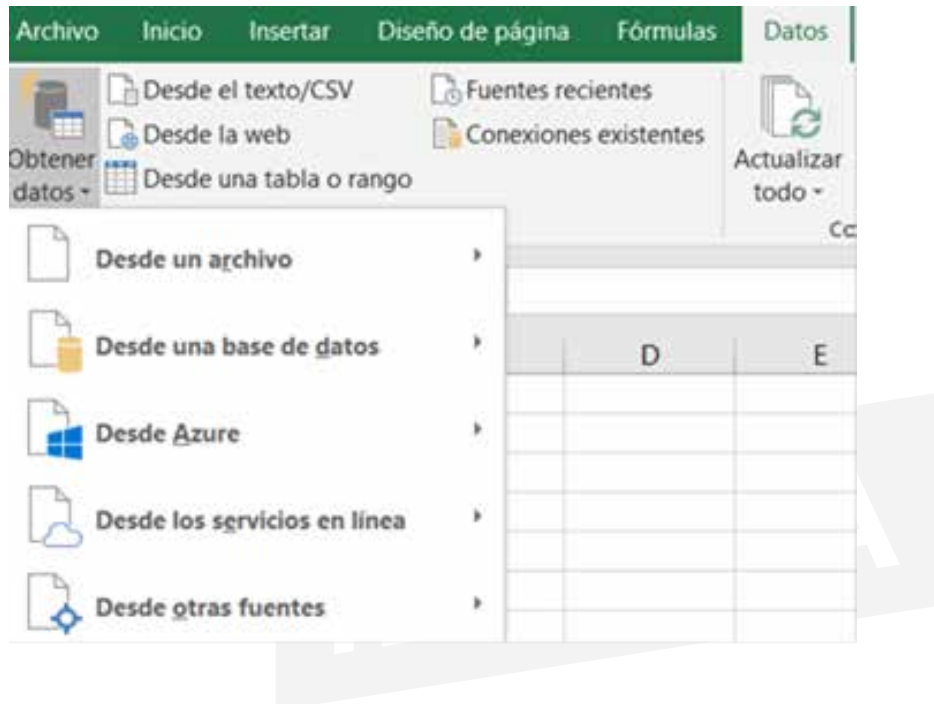 Archivo Inicio Insertar Diseño de página Fórmulas Datos
Obtener datos
Desde el texto/CSV
Desde la web
Desde una tabla o rango
Fuentes recientes
Conexiones existentes
Actualizar
todo
Desde un archivo
Desde una base de datos
Desde Azure
Desde los servicios en línea
Desde otras fuentes
D E